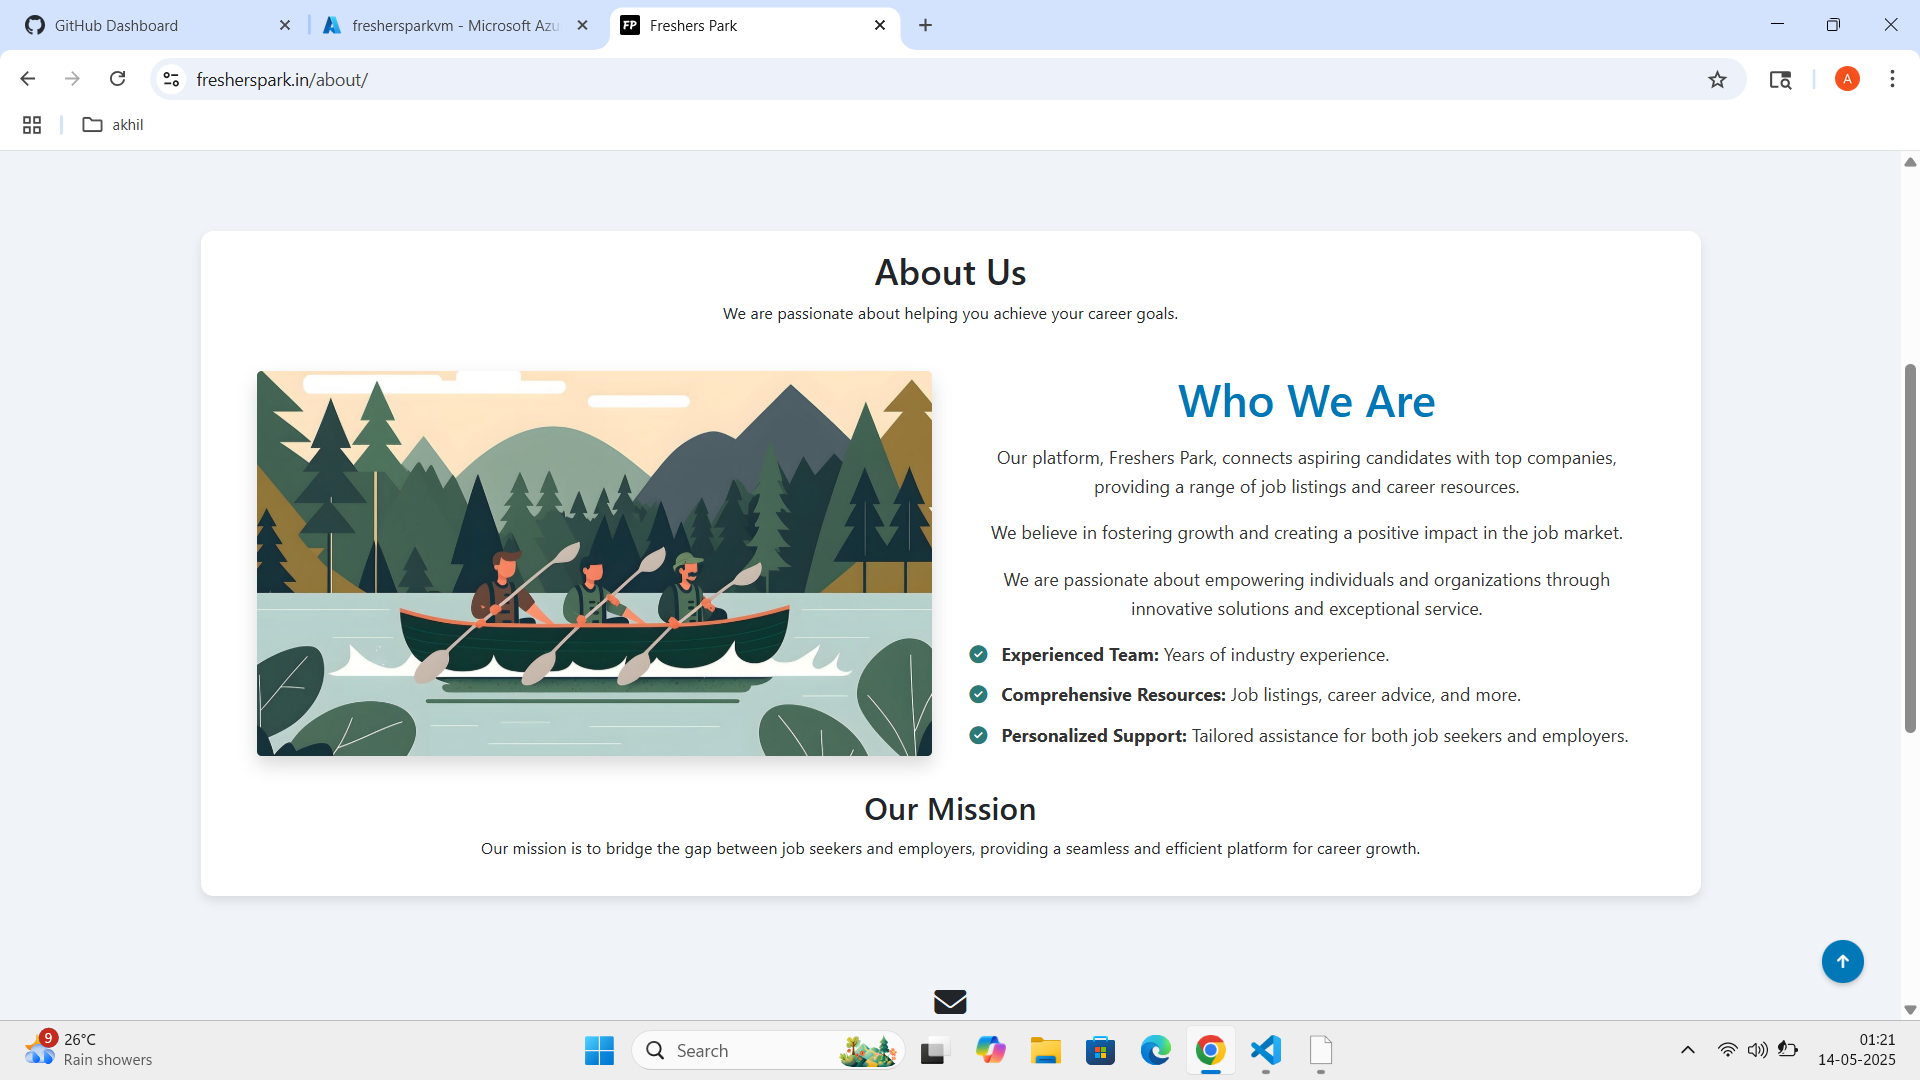 GitHub Dashboard
freshersparkvm - Microsoft Azu
FP
Freshers Park
fresherspark.in/about/
A
akhil
About Us
We are passionate about helping you achieve your career goals.
Who We Are
Our platform, Freshers Park, connects aspiring candidates with top companies,
providing a range of job listings and career resources.
We believe in fostering growth and creating a positive impact in the job market.
We are passionate about empowering individuals and organizations through
innovative solutions and exceptional service.
Experienced Team: Years of industry experience.
Comprehensive Resources: Job listings, career advice, and more.
Personalized Support: Tailored assistance for both job seekers and employers.
Our Mission
Our mission is to bridge the gap between job seekers and employers, providing a seamless and efficient platform for career growth.
9
26°C
Rain showers
Search
01:21
14-05-2025